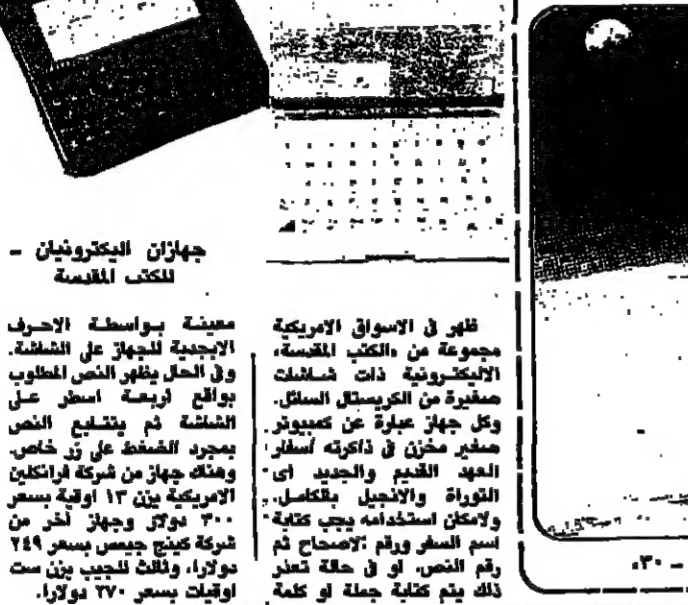 جهازان اليكترونيان -
للكتب المقدسة
ظهر في الاسواق الامريكية
مجموعة من «الكتب المقدسة»
الاليكترونية ذات شاشات
صغيرة من الكريستال السائل.
وكل جهاز عبارة عن كمبيوتر
صغير مخزن في ذاكرته أسفار
العهد القديم والجديد أى
التوراة والانجيل بالكامل.
ولامكان استخدامه يجب كتابة
اسم السفر ورقم الاصحاح ثم
رقم النص. او في حالة تعذر
ذلك يتم كتابة جملة او كلمة
معينة بواسطة الاحرف
الابجدية للجهاز على الشاشة.
وفى الحال يظهر النص المطلوب
بواقع اربعة اسطر على
الشاشة ثم يتتابع النص
بمجرد الضغط على زر خاص.
وهناك جهاز من شركة فرانكلين
الامريكية يزن ١٣ اوقية بسعر
٣٠٠ دولار وجهاز آخر من
شركة كينج جيمس بسعر ٢٤٩
دولارا، وثالث للجيب يزن ست
اوقيات بسعر ٢٧٠ دولارا.
ـ ٣٠.